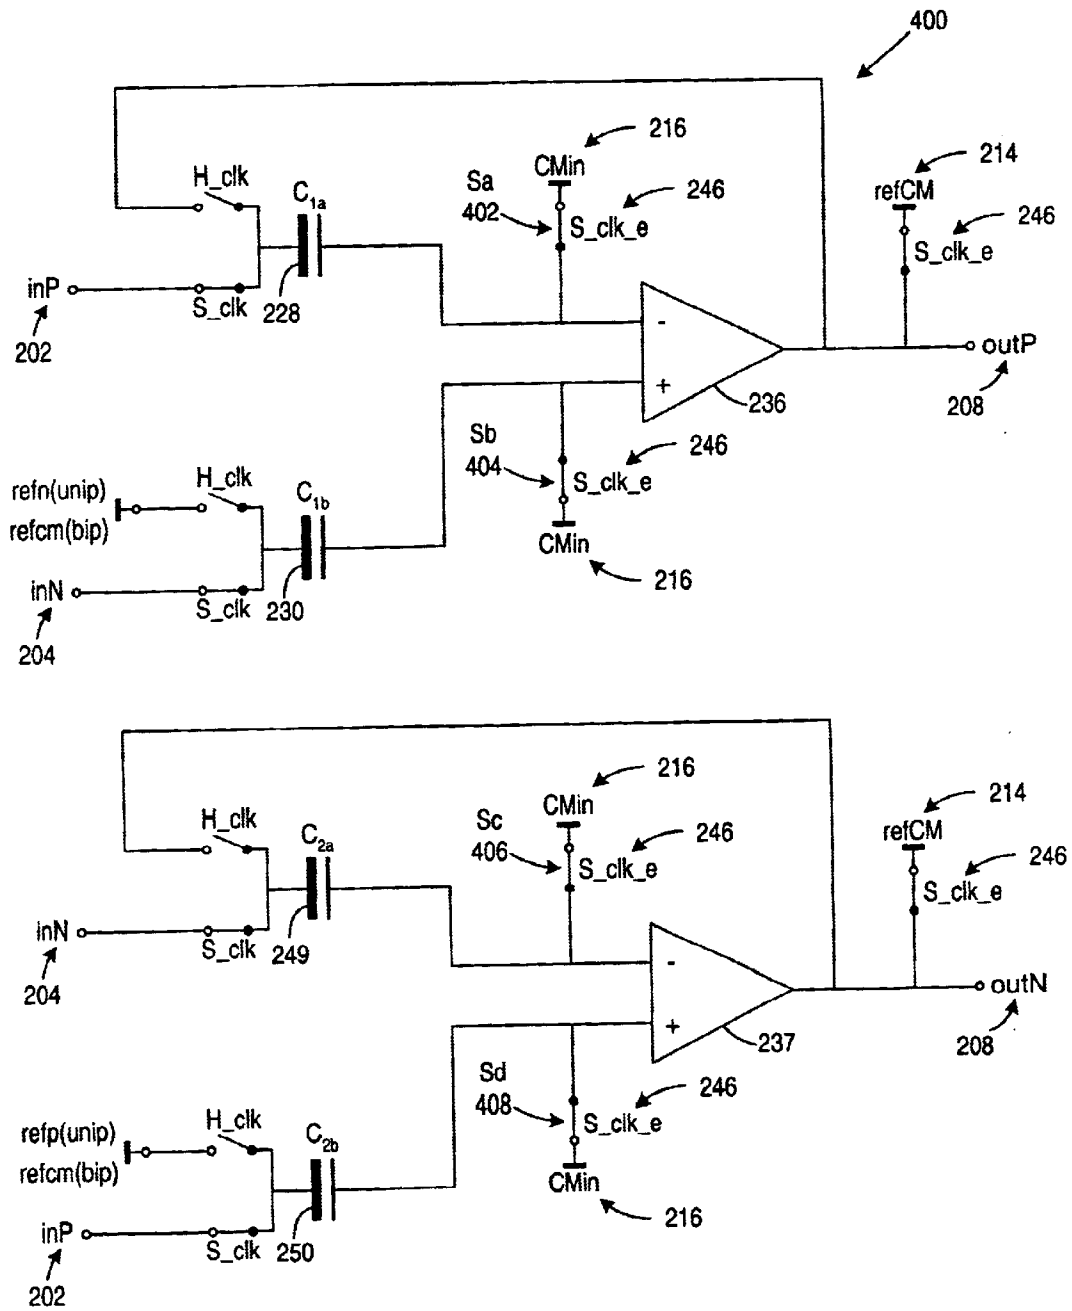 400
216
CMin
214
refCM
H_clk
C1a
Sa
402
246
S_clk_e
246
S_clk_e
inP
S_clk
228
202
-
outP
+
236
208
Sb
404
246
S_clk_e
refn(unip)
refcm(bip)
H_clk
C1b
CMin
216
inN
S_clk
230
204
216
CMin
214
refCM
H_clk
C2a
Sc
406
246
S_clk_e
246
S_clk_e
inN
S_clk
249
204
-
outN
+
237
208
Sd
408
246
S_clk_e
refp(unip)
refcm(bip)
H_clk
C2b
CMin
216
inP
S_clk
250
202